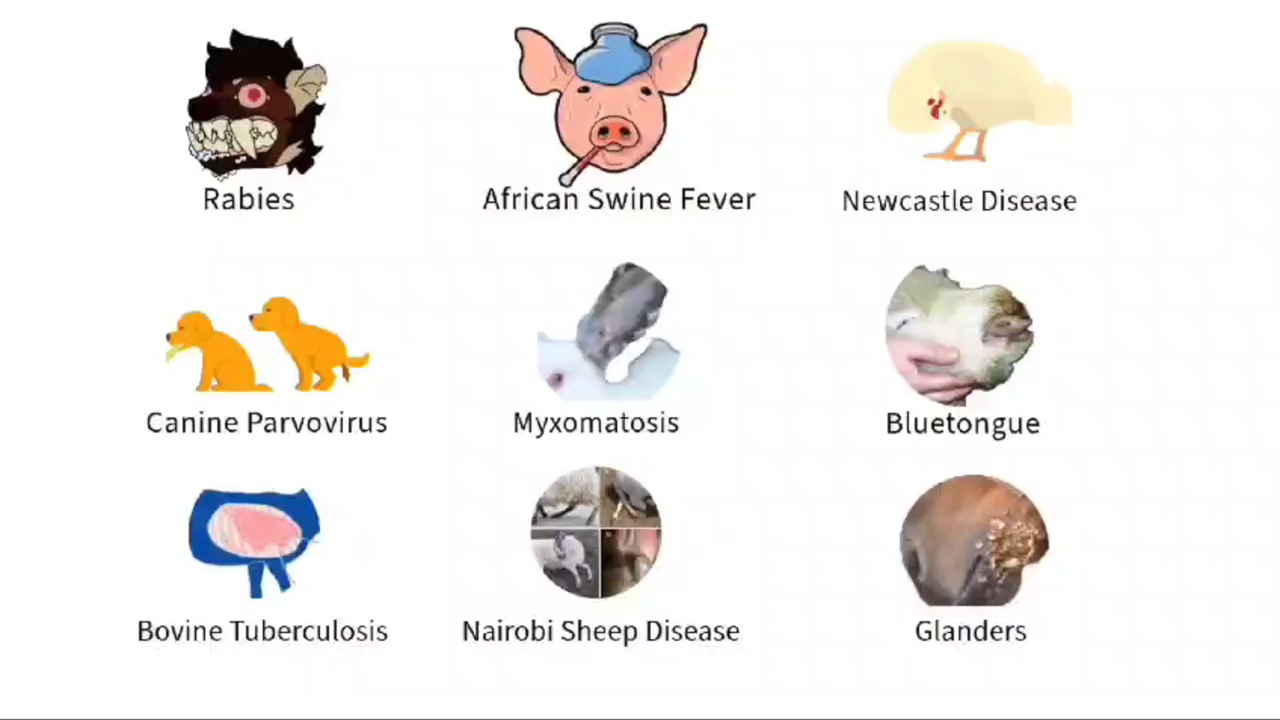 Rabies
African Swine Fever
Newcastle Disease
Canine Parvovirus
Myxomatosis
Bluetongue
Bovine Tuberculosis
Nairobi Sheep Disease
Glanders